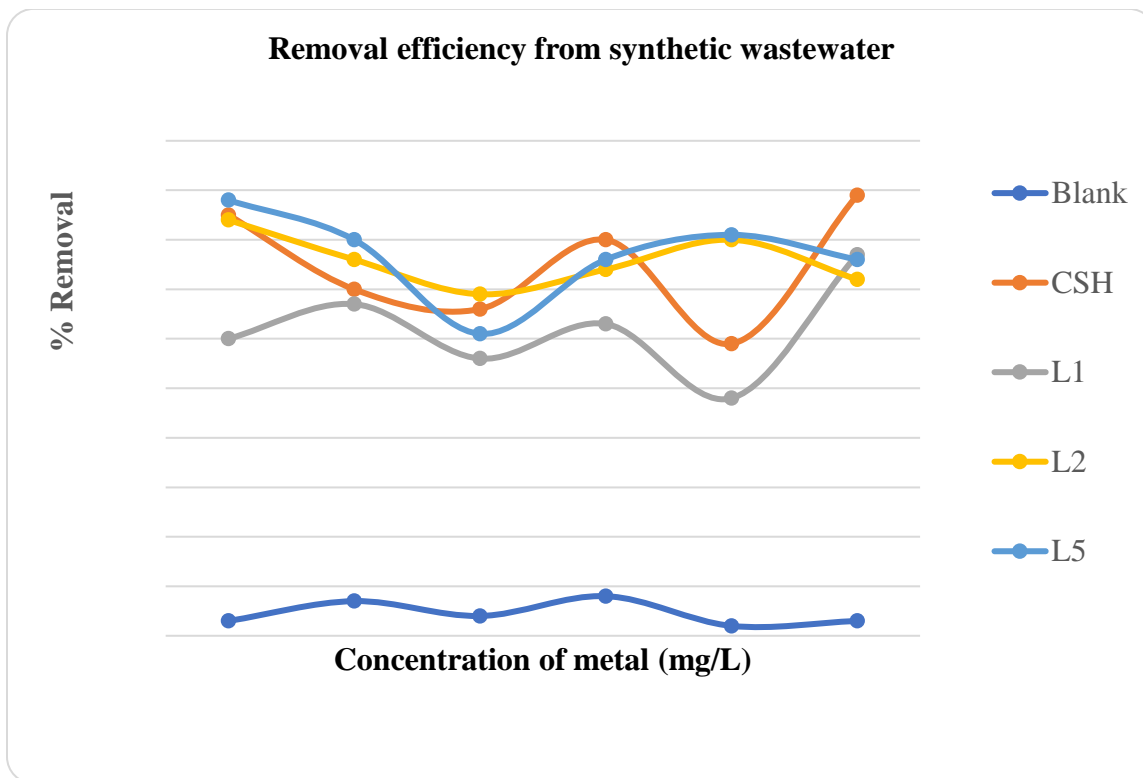 Removal efficiency from synthetic wastewater
% Removal
Blank
CSH
L1
L2
L5
Concentration of metal (mg/L)